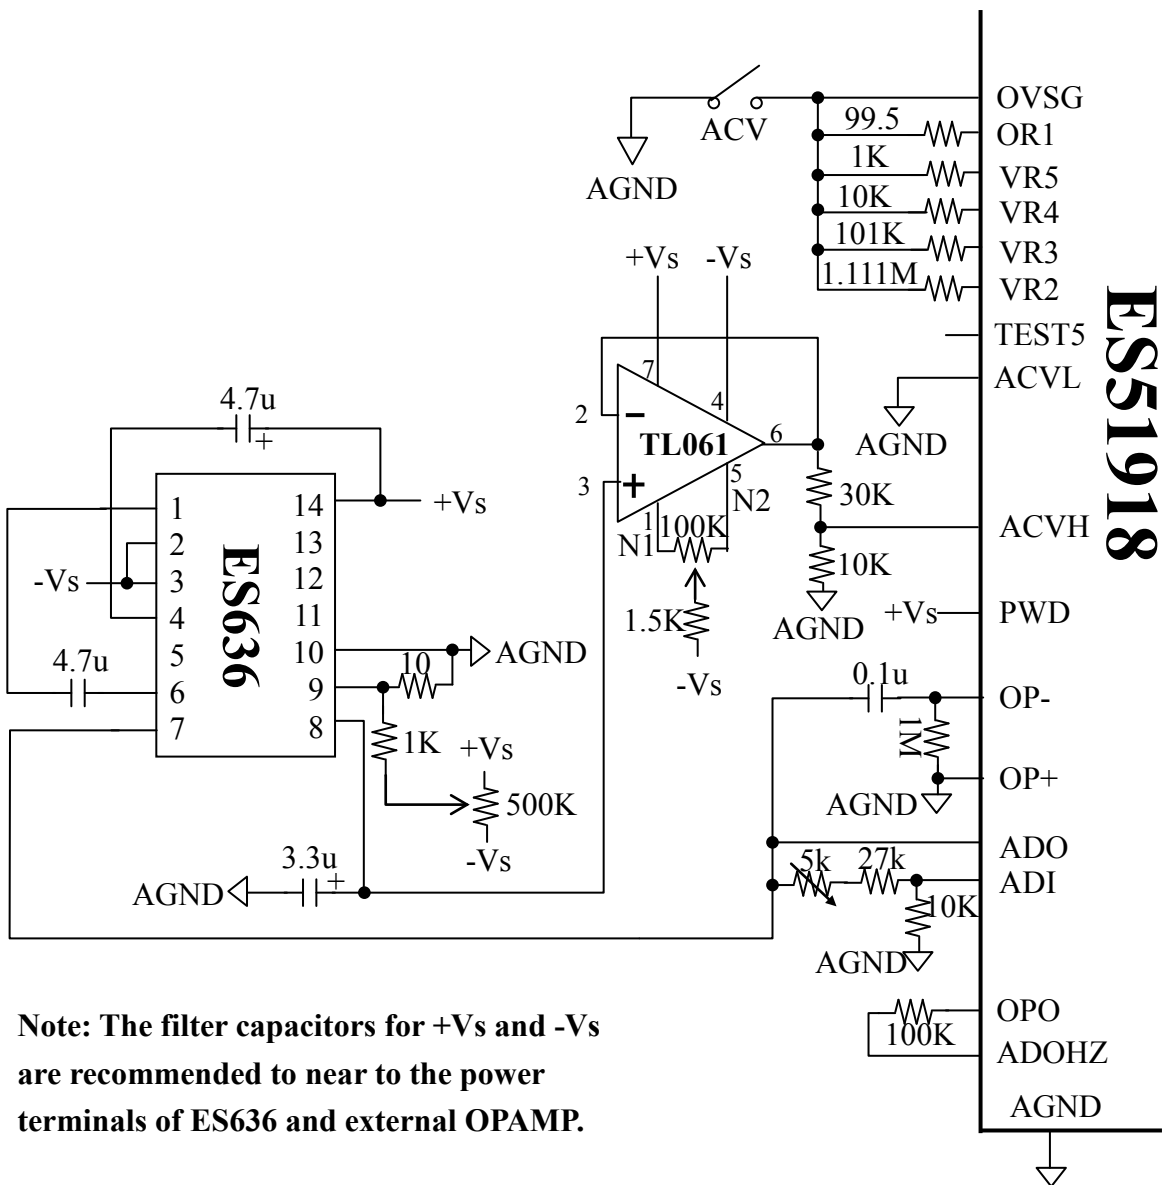 OVSG
99.5
OR1
ACV
1K
VR5
AGND
10K
VR4
101K
VR3
+Vs
-Vs
1.111M
VR2
TEST5
ES51918
7
ACVL
4
2
AGND
4.7u
TL061
6
3
5
30K
N2
1
14
+Vs
1
100K
ACVH
N1
2
13
10K
-Vs
3
ES636
12
+Vs
PWD
4
11
1.5K
AGND
5
10
10
AGND
4.7u
6
9
-Vs
0.1u
OP-
7
8
1K
+Vs
1M
OP+
500K
AGND
-Vs
3.3u
+
5k
27k
ADO
AGND
ADI
10K
AGND
OPO
100K
ADOHZ
AGND
Note: The filter capacitors for +Vs and -Vs
are recommended to near to the power
terminals of ES636 and external OPAMP.